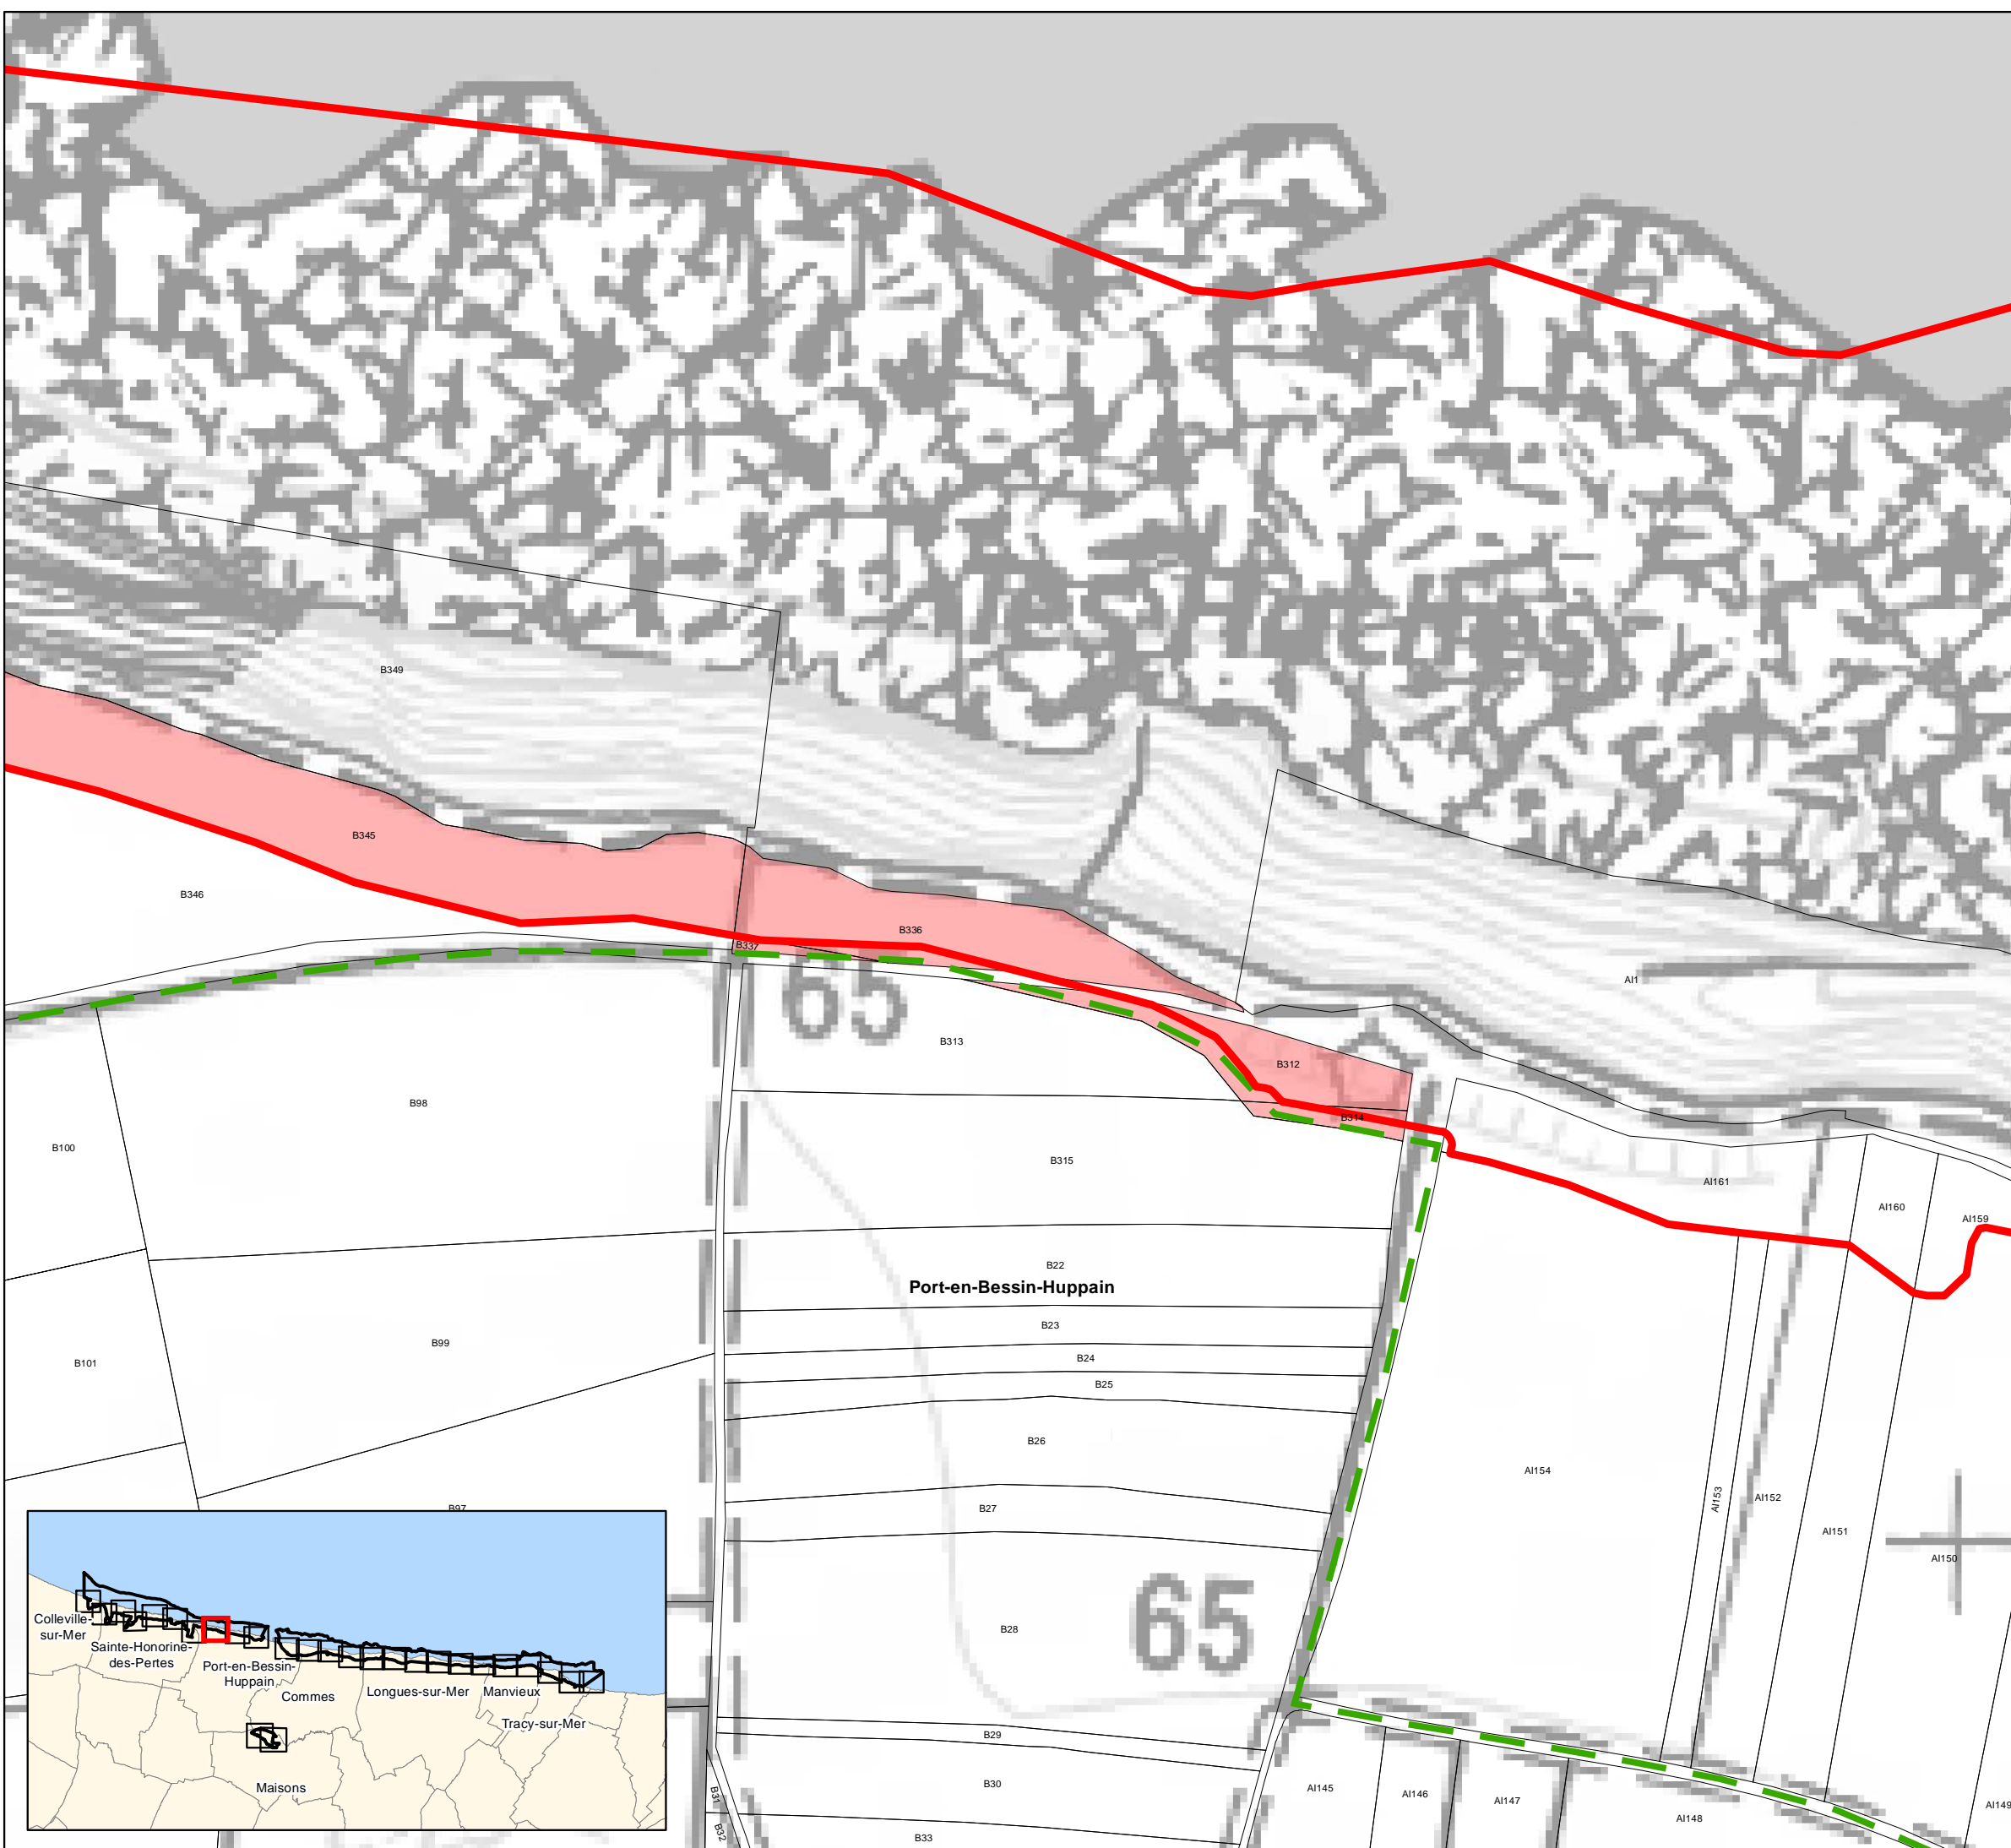 B349
B345
B346
B336
B337
65
AI1
B313
B312
B314
B98
B100
B315
AI161
AI160
AI159
B22
Port-en-Bessin-Huppain
B23
B99
B24
B101
B25
B26
AI154
AI153
AI152
B27
B97
AI151
AI150
65
B28
Colleville-
sur-Mer
Sainte-Honorine-
des-Pertes
Port-en-Bessin-
Huppain
Commes
Longues-sur-Mer
Manvieux
Tracy-sur-Mer
Maisons
B29
B30
B31
B32
B33
AI145
AI146
AI147
AI148
AI149